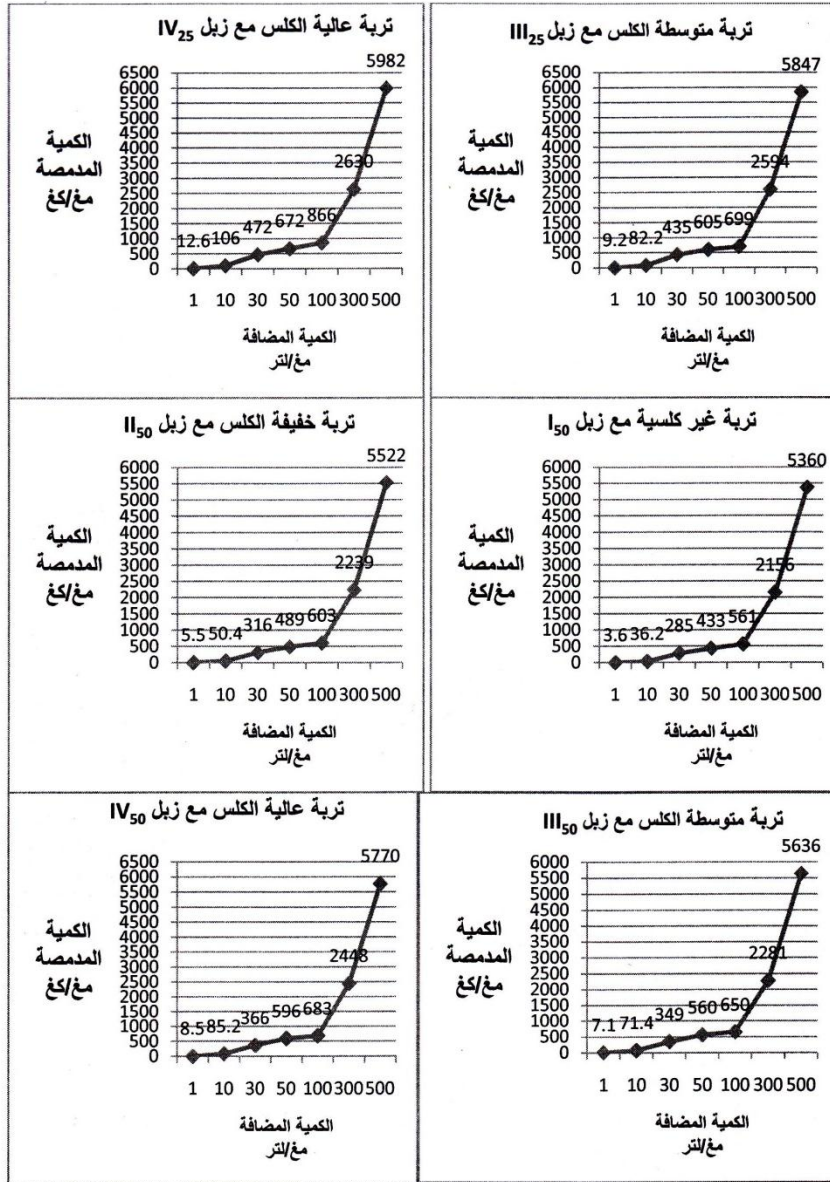 تربة متوسطة الكلس مع زبل III25
5847
6500
6000
5500
5000
4500
4000
3500
3000
2500
2000
1500
1000
500
0
الكمية
المدمصة
مغ/كغ
2594
9.2 82.2 435 605 699
1 10 30 50 100 300 500
الكمية المضافة
مغ/لتر
تربة عالية الكلس مع زبل IV25
5982
6500
6000
5500
5000
4500
4000
3500
3000
2500
2000
1500
1000
500
0
الكمية
المدمصة
مغ/كغ
2630
12.6 106 472 672 866
1 10 30 50 100 300 500
الكمية المضافة
مغ/لتر
تربة غير كلسية مع زبل I50
5360
6000
5500
5000
4500
4000
3500
3000
2500
2000
1500
1000
500
0
الكمية
المدمصة
مغ/كغ
2156
3.6 36.2 285 433 561
1 10 30 50 100 300 500
الكمية المضافة
مغ/لتر
تربة خفيفة الكلس مع زبل II50
5522
6000
5500
5000
4500
4000
3500
3000
2500
2000
1500
1000
500
0
الكمية
المدمصة
مغ/كغ
2239
5.5 50.4 316 489 603
1 10 30 50 100 300 500
الكمية المضافة
مغ/لتر
تربة متوسطة الكلس مع زبل III50
5636
6000
5500
5000
4500
4000
3500
3000
2500
2000
1500
1000
500
0
الكمية
المدمصة
مغ/كغ
2281
7.1 71.4 349 560 650
1 10 30 50 100 300 500
الكمية المضافة
مغ/لتر
تربة عالية الكلس مع زبل IV50
5770
6500
6000
5500
5000
4500
4000
3500
3000
2500
2000
1500
1000
500
0
الكمية
المدمصة
مغ/كغ
2448
8.5 85.2 366 596 683
1 10 30 50 100 300 500
الكمية المضافة
مغ/لتر